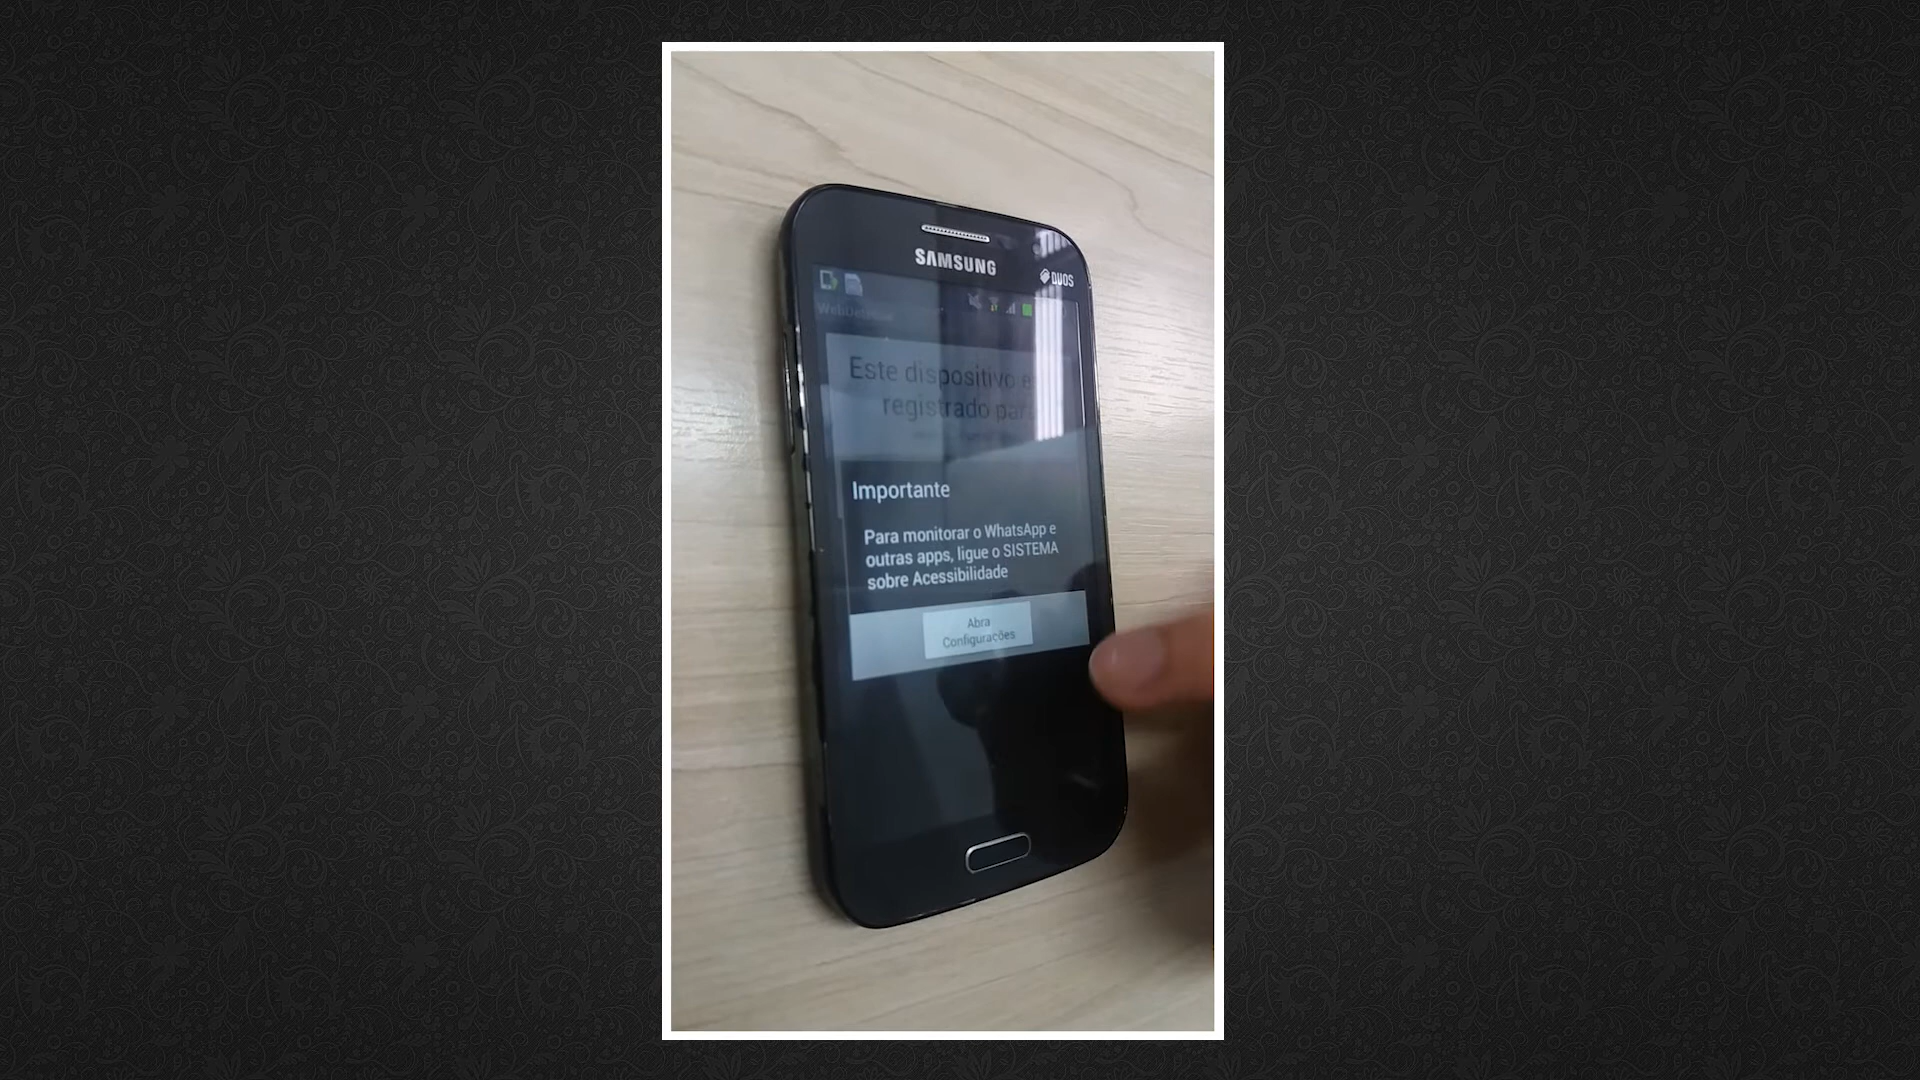 SAMSUNG
DUOS
Este dispositivo
registrado para
Importante
Para monitorar o WhatsApp e
outras apps, ligue o SISTEMA
sobre Acessibilidade
Abra
Configurações